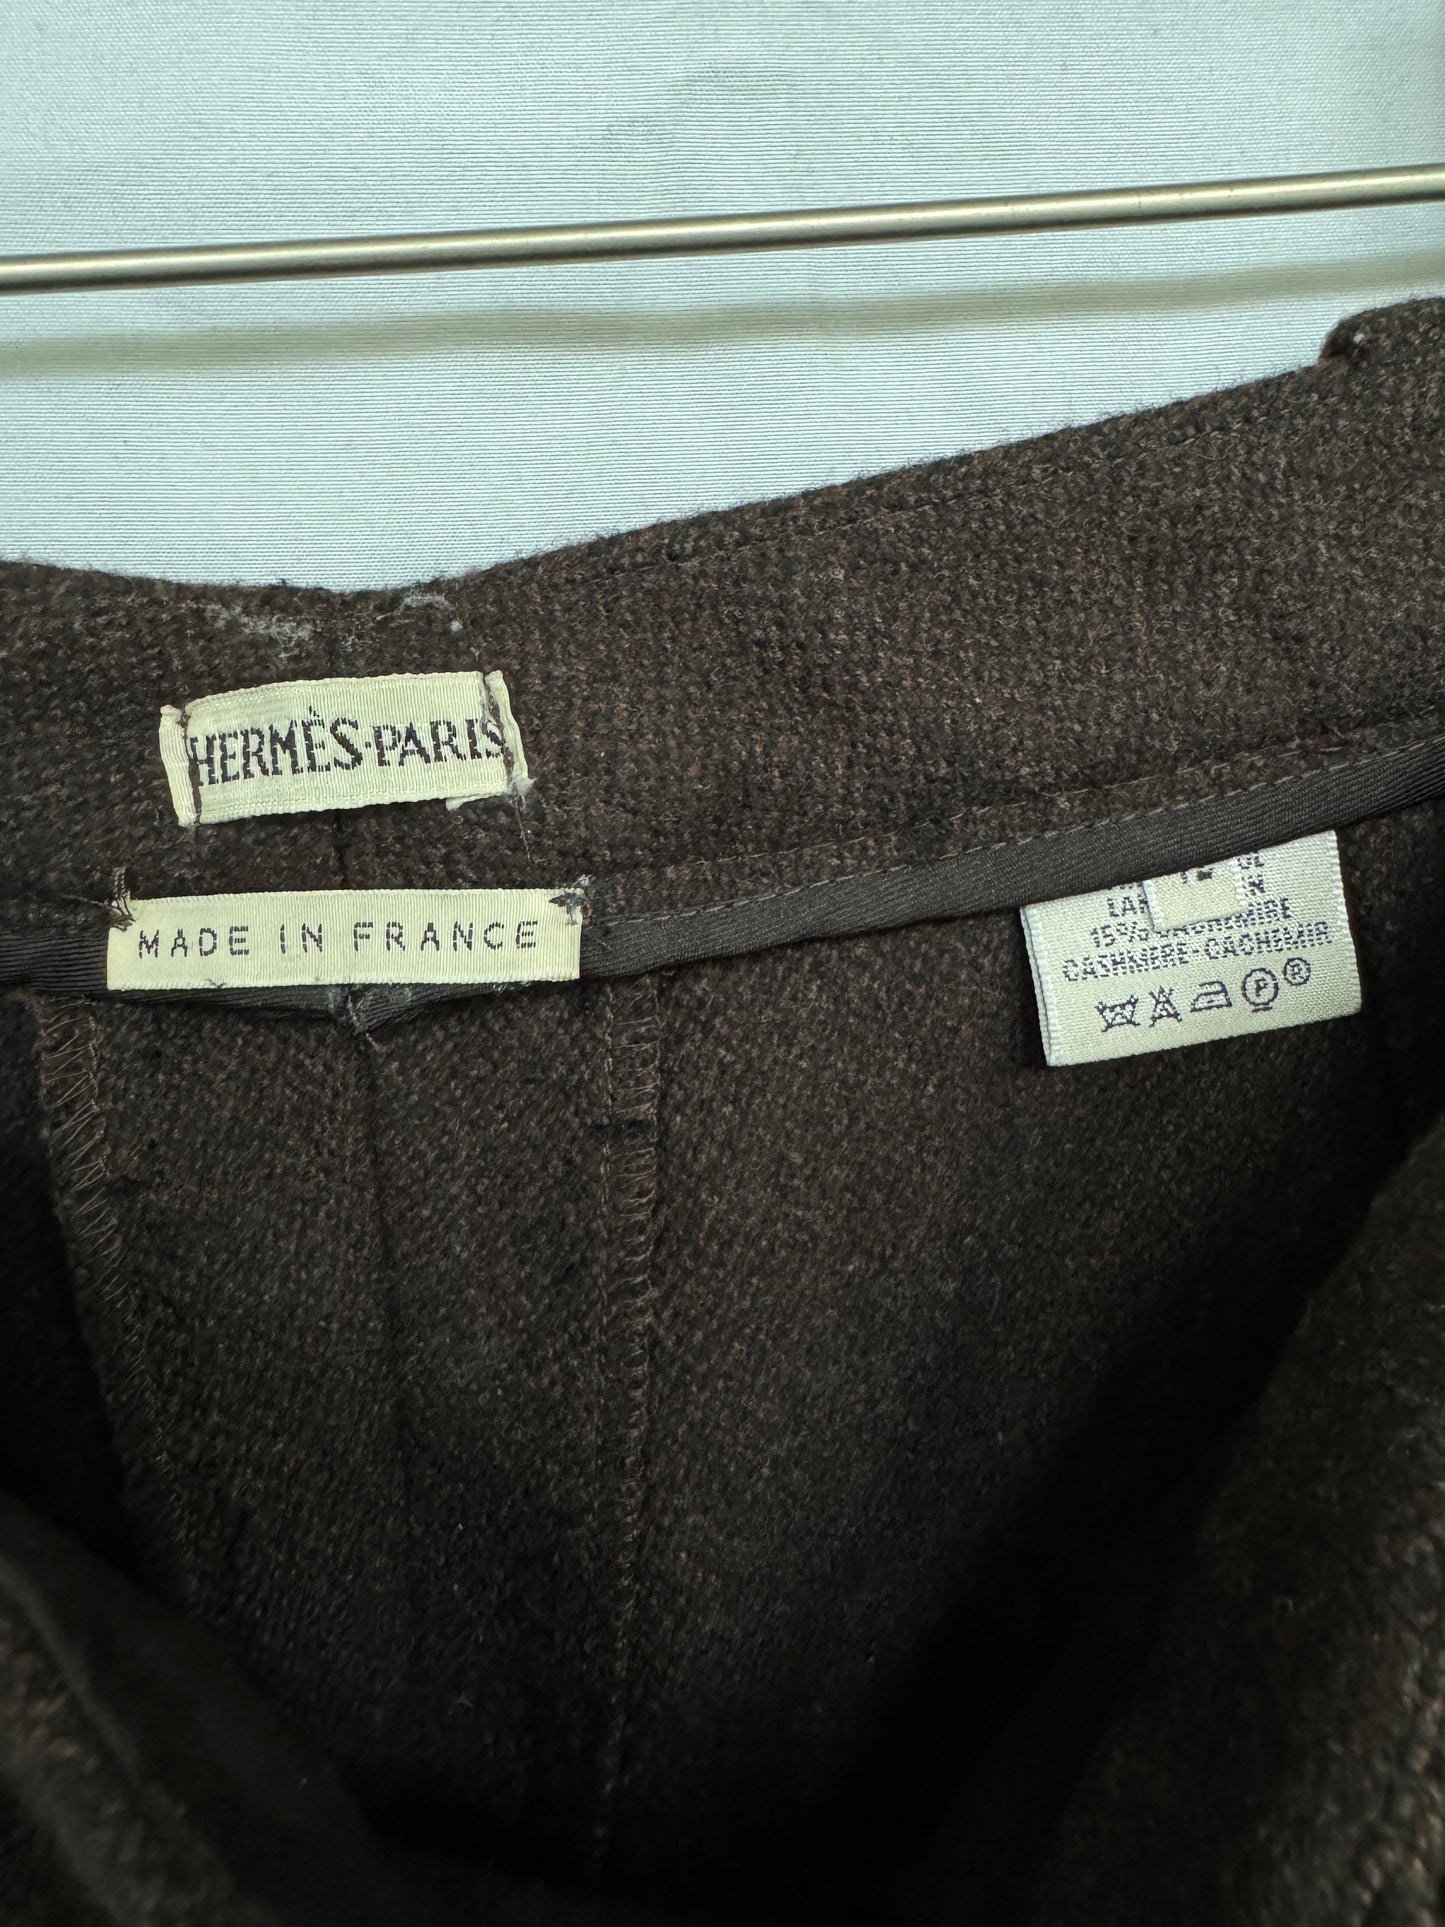 HERMÈS-PARIS
MADE IN FRANCE
15% CACHEMIRE
CASHMERE-CACHEMIR
P R